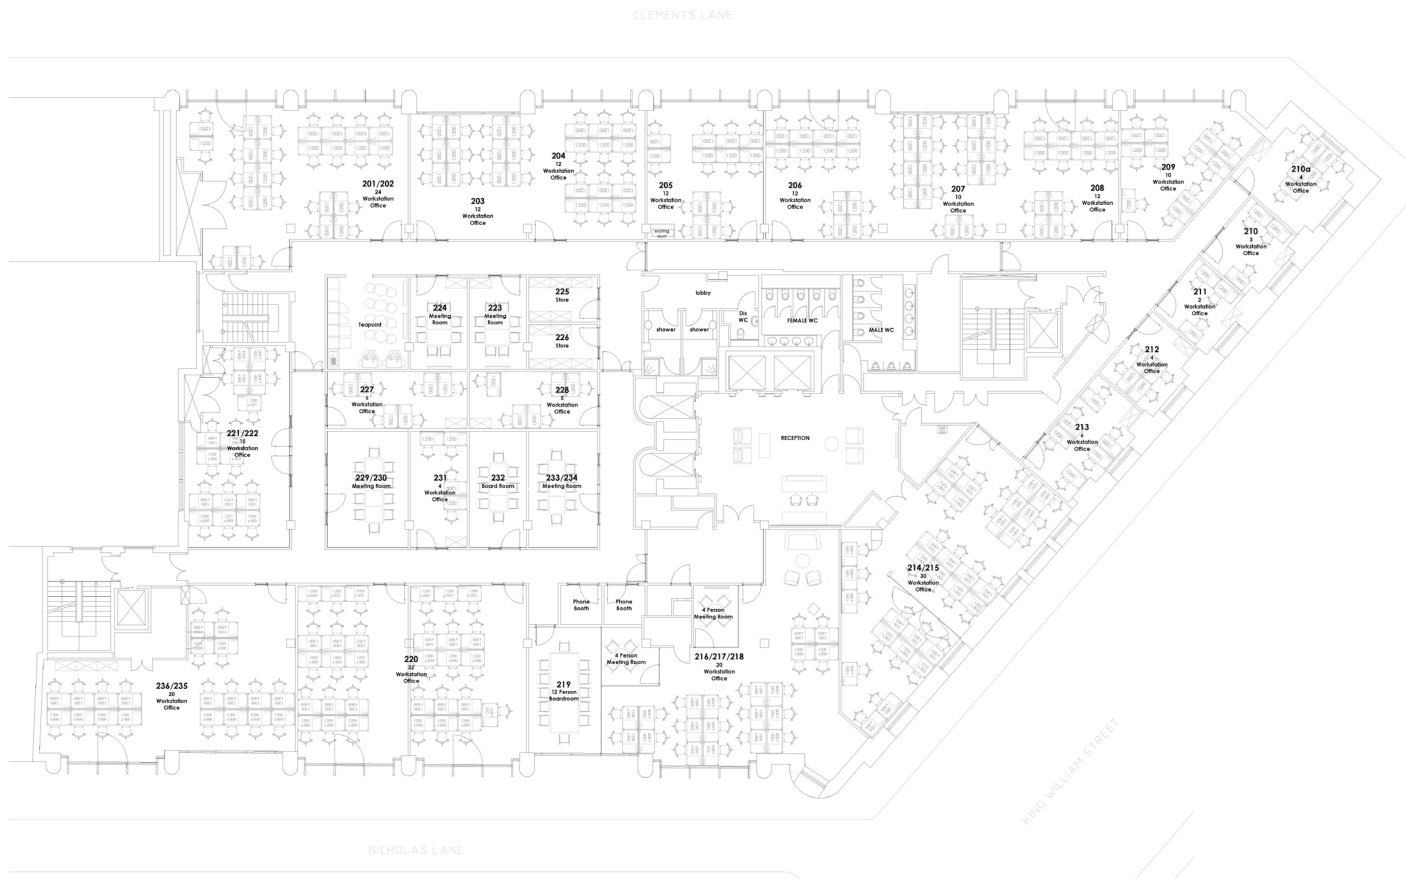 CLEMENTS LANE
201/202
24
Workstation
Office
203
12
Workstation
Office
204
12
Workstation
Office
205
12
Workstation
Office
existing
duct
206
12
Workstation
Office
207
10
Workstation
Office
208
12
Workstation
Office
209
10
Workstation
Office
210a
4
Workstation
Office
210
3
Workstation
Office
211
2
Workstation
Office
212
4
Workstation
Office
213
6
Workstation
Office
Teapoint
224
Meeting
Room
223
Meeting
Room
225
Store
226
Store
lobby
shower
shower
Dis
WC
FEMALE WC
MALE WC
227
6
Workstation
Office
228
5
Workstation
Office
221/222
15
Workstation
Office
RECEPTION
229/230
Meeting Room
231
4
Workstation
Office
232
Board Room
233/234
Meeting Room
214/215
30
Workstation
Office
Phone
Booth
Phone
Booth
4 Person
Meeting Room
4 Person
Meeting Room
216/217/218
20
Workstation
Office
219
12 Person
Boardroom
220
32
Workstation
Office
236/235
20
Workstation
Office
KING WILLIAM STREET
NICHOLAS LANE